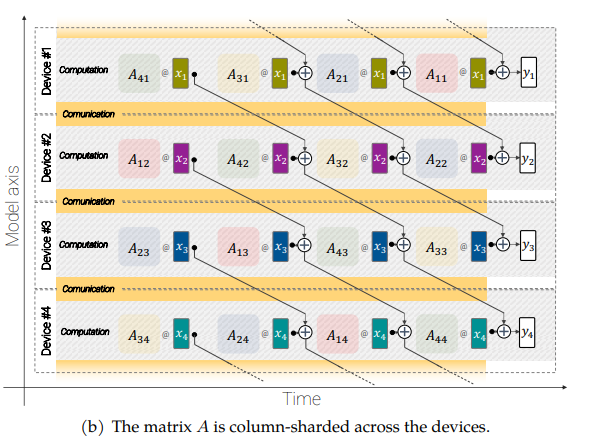 Device #1
Computation
A41 @ x1 A31 @ x1 A21 @ x1 A11 @ x1 y1
Comunication
Device #2
Computation
A12 @ x2 A42 @ x2 A32 @ x2 A22 @ x2 y2
Comunication
Device #3
Computation
A23 @ x3 A13 @ x3 A43 @ x3 A33 @ x3 y3
Comunication
Device #4
Computation
A34 @ x4 A24 @ x4 A14 @ x4 A44 @ x4 y4
Model axis
Time
(b) The matrix A is column-sharded across the devices.